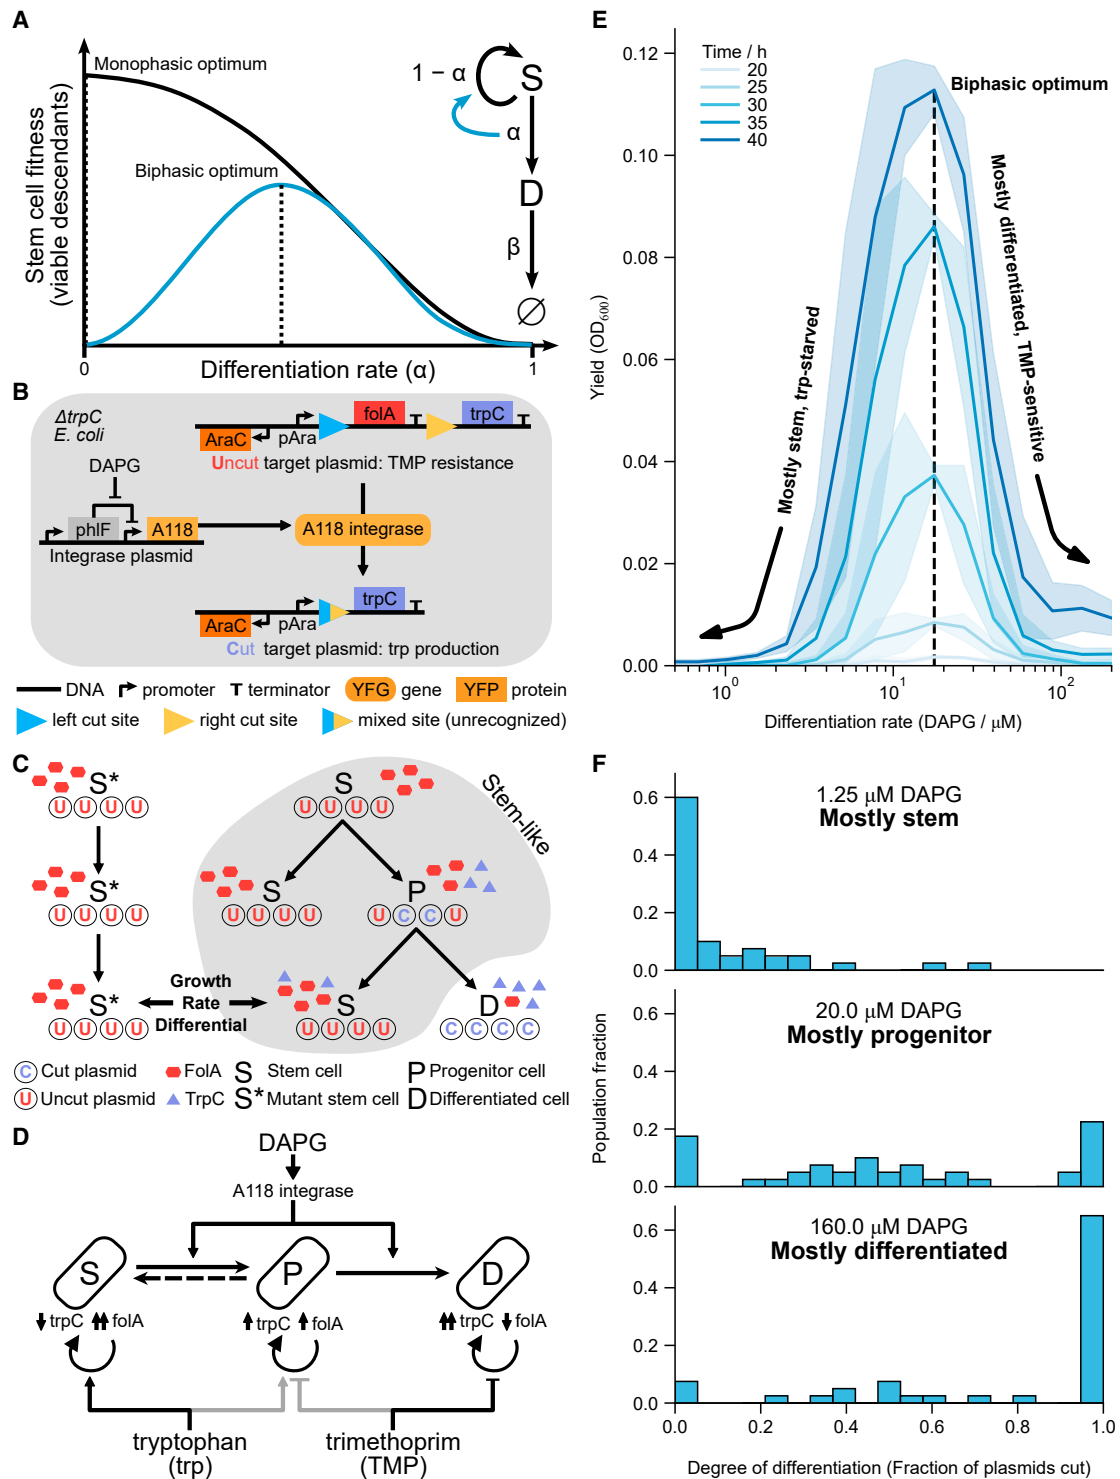 A
Stem cell fitness
(viable descendants)
Monophasic optimum
Biphasic optimum
0
1
Differentiation rate (α)
1 − α
S
α
D
β
∅
B
ΔtrpC
E. coli
DAPG
phlF
A118
Integrase plasmid
AraC
pAra
folA
trpC
Uncut target plasmid: TMP resistance
A118 integrase
AraC
pAra
trpC
Cut target plasmid: trp production
DNA
promoter
T terminator
YFG gene
YFP protein
left cut site
right cut site
mixed site (unrecognized)
C
S*
U U U U
S*
U U U U
S*
U U U U
Stem-like
S
U U U U
S
U U U U
P
U C C U
Growth
Rate
Differential
S
U U U U
D
C C C C
C Cut plasmid
FolA
S Stem cell
P Progenitor cell
U Uncut plasmid
TrpC
S* Mutant stem cell
D Differentiated cell
D
DAPG
A118 integrase
S
P
D
trpC folA
trpC folA
trpC folA
tryptophan
(trp)
trimethoprim
(TMP)
E
Time / h
20
25
30
35
40
Biphasic optimum
Mostly stem, trp-starved
Mostly differentiated, TMP-sensitive
Yield (OD600)
0.12
0.10
0.08
0.06
0.04
0.02
0.00
10^0
10^1
10^2
Differentiation rate (DAPG / μM)
F
1.25 μM DAPG
Mostly stem
0.6
0.4
0.2
0.0
20.0 μM DAPG
Mostly progenitor
0.6
0.4
0.2
0.0
Population fraction
160.0 μM DAPG
Mostly differentiated
0.6
0.4
0.2
0.0
0.0 0.2 0.4 0.6 0.8 1.0
Degree of differentiation (Fraction of plasmids cut)